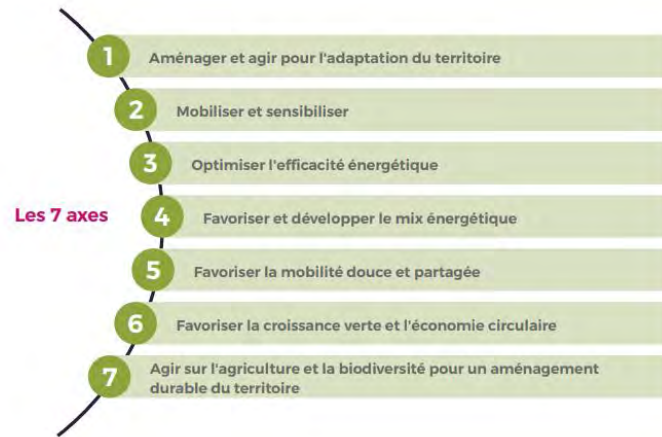 1 Aménager et agir pour l'adaptation du territoire
2 Mobiliser et sensibiliser
3 Optimiser l'efficacité énergétique
Les 7 axes
4 Favoriser et développer le mix énergétique
5 Favoriser la mobilité douce et partagée
6 Favoriser la croissance verte et l'économie circulaire
7 Agir sur l'agriculture et la biodiversité pour un aménagement
durable du territoire